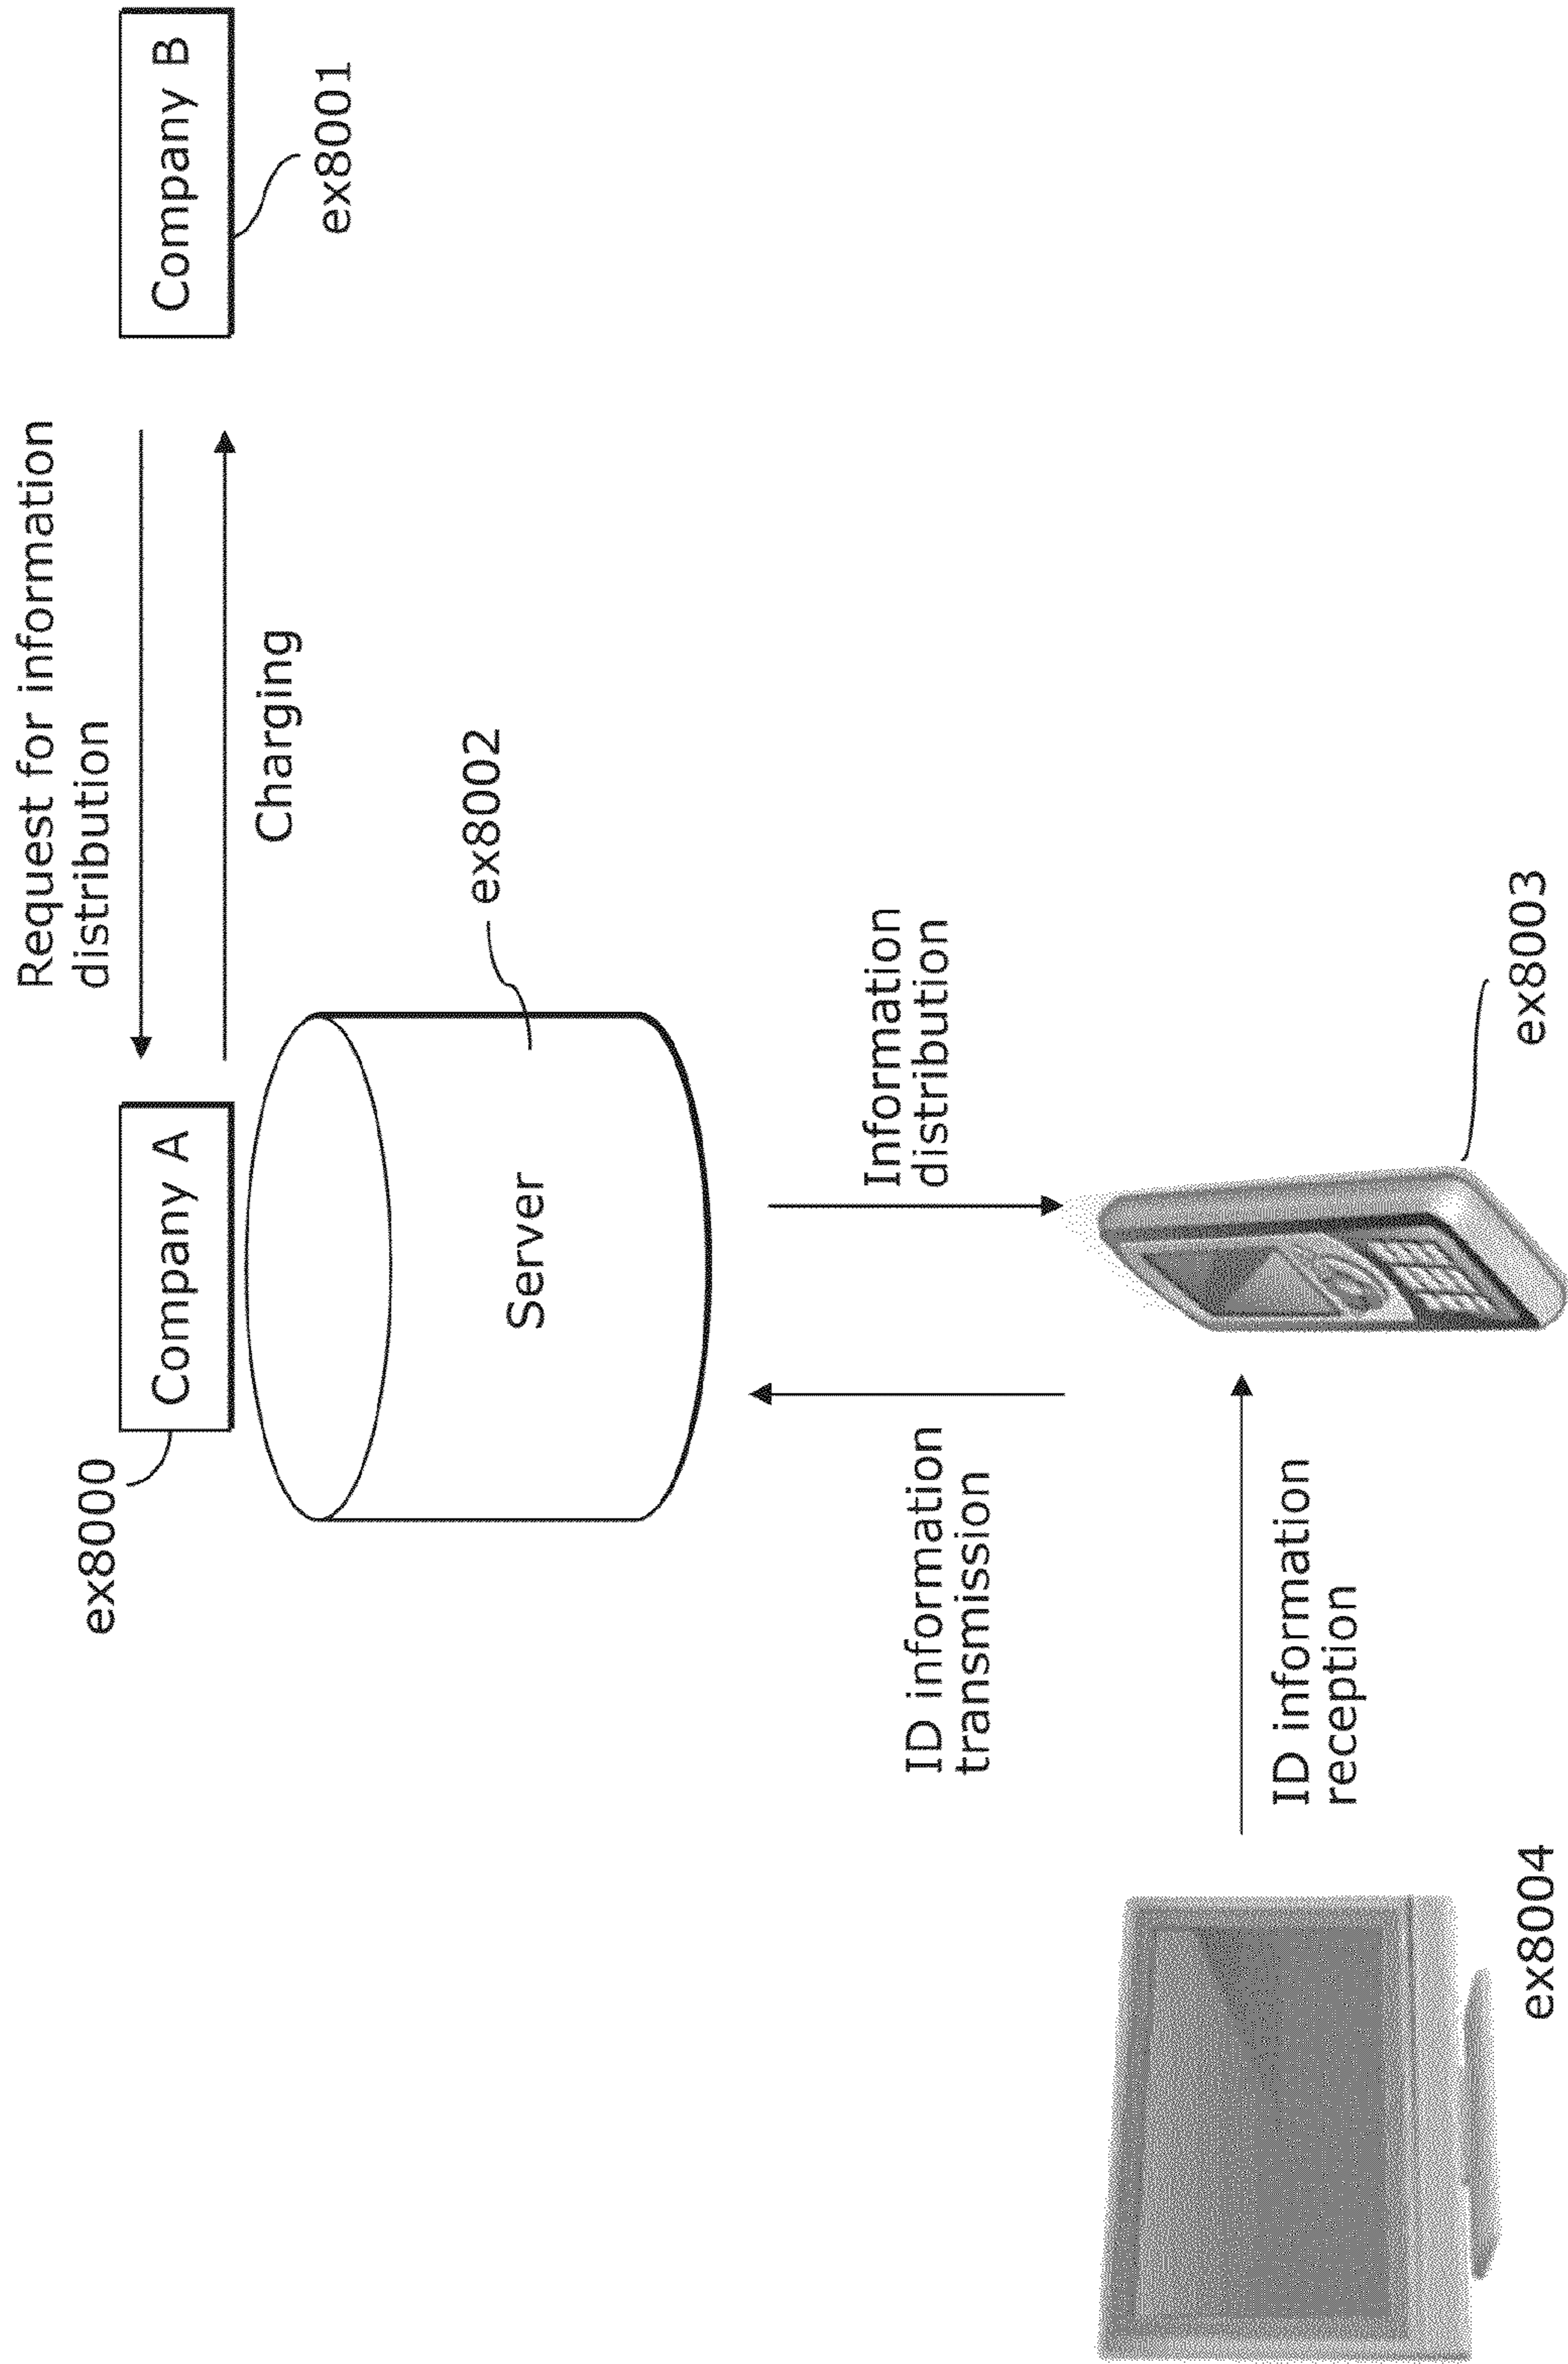 Request for information
distribution
ex8000
Company A
Company B
Charging
ex8001
Server
ex8002
ID information
transmission
Information
distribution
ID information
reception
ex8004
ex8003